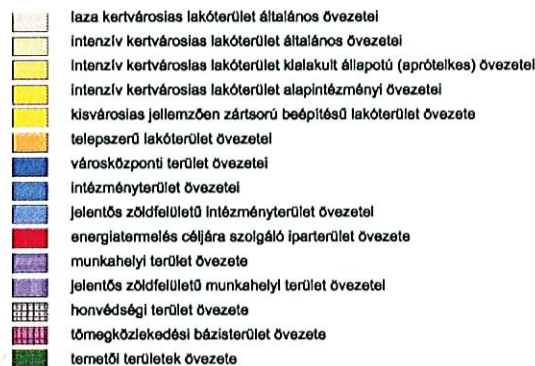 laza kertvárosias lakóterület általános övezetei
intenzív kertvárosias lakóterület általános övezetei
intenzív kertvárosias lakóterület kialakult állapotú (aprótelkes) övezetei
intenzív kertvárosias lakóterület alapintézményi övezetei
kisvárosias jellemzően zártsorú beépítésű lakóterület övezete
telepszerű lakóterület övezetei
városközponti terület övezetei
intézményterület övezetei
jelentős zöldfelületű intézményterület övezetei
energiatermelés céljára szolgáló iparterület övezete
munkahelyi terület övezete
jelentős zöldfelületű munkahelyi terület övezetei
honvédségi terület övezete
tömegközlekedési bázisterület övezete
temetői területek övezete